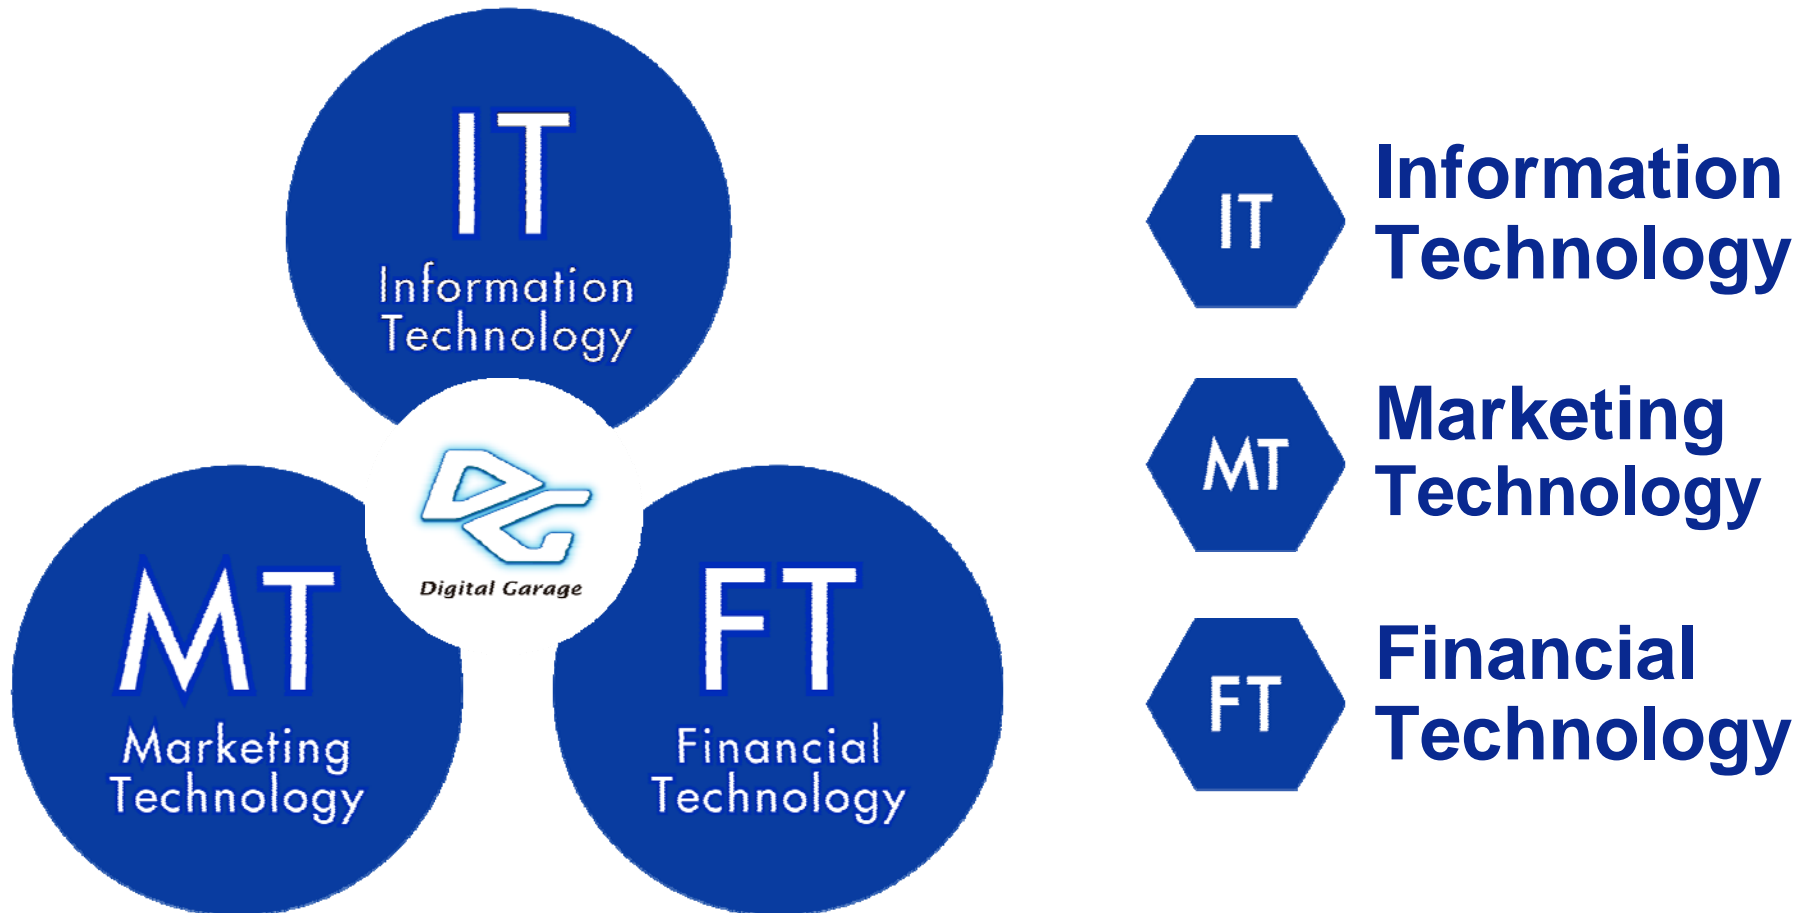 IT
Information
Technology
DG
Digital Garage
MT
Marketing
Technology
FT
Financial
Technology
IT
Information
Technology
MT
Marketing
Technology
FT
Financial
Technology